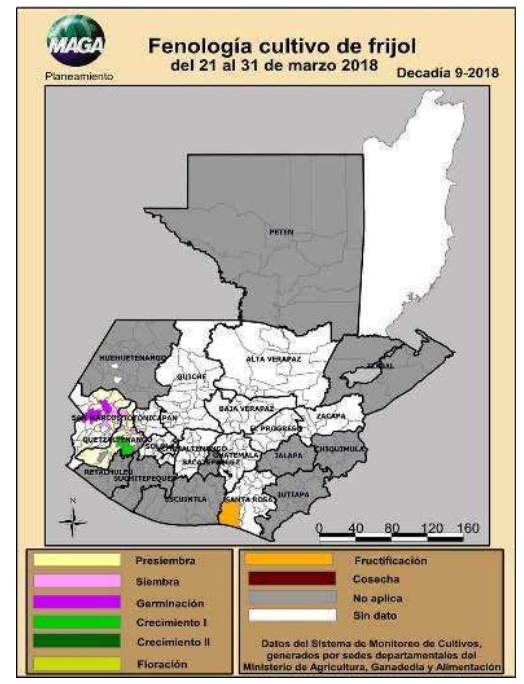 MAGA
Planeamiento
Fenología cultivo de frijol
del 21 al 31 de marzo 2018
Decadía 9-2018
PETEN
HUEHUETENANGO
ALTA VERAPAZ
IZABAL
QUICHE
BAJA VERAPAZ
ZACAPA
SAN MARCOS
TOTONICAPAN
EL PROGRESO
QUETZALTENANGO
SOLOLA
CHIMALTENANGO
GUATEMALA
JALAPA
CHIQUIMULA
SACATEPEQUEZ
RETALHULEU
SUCHITEPEQUEZ
ESCUINTLA
SANTA ROSA
JUTIAPA
N
0 40 80 120 160
Presiembra
Siembra
Germinación
Crecimiento I
Crecimiento II
Floración
Fructificación
Cosecha
No aplica
Sin dato
Datos del Sistema de Monitoreo de Cultivos,
generados por sedes departamentales del
Ministerio de Agricultura, Ganadedia y Alimentación